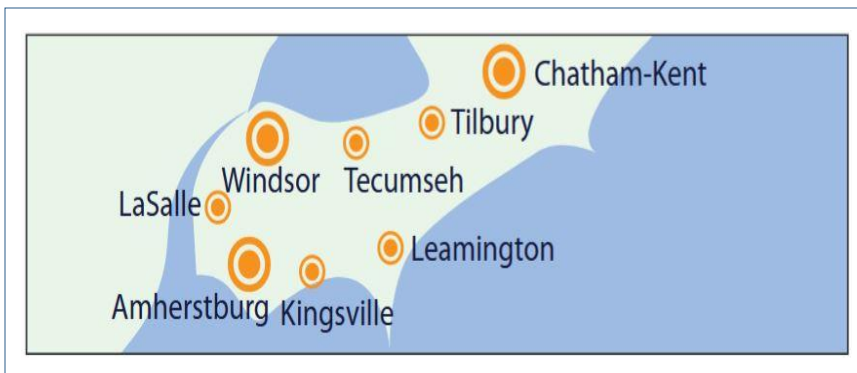 Chatham-Kent
Tilbury
Windsor
Tecumseh
LaSalle
Leamington
Amherstburg
Kingsville